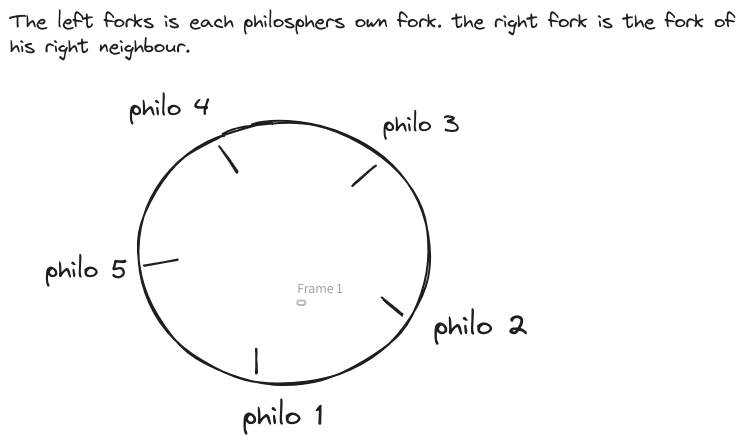 The left forks is each philosphers own fork. the right fork is the fork of
his right neighbour.
philo 4
philo 3
philo 5
Frame 1
philo 2
philo 1